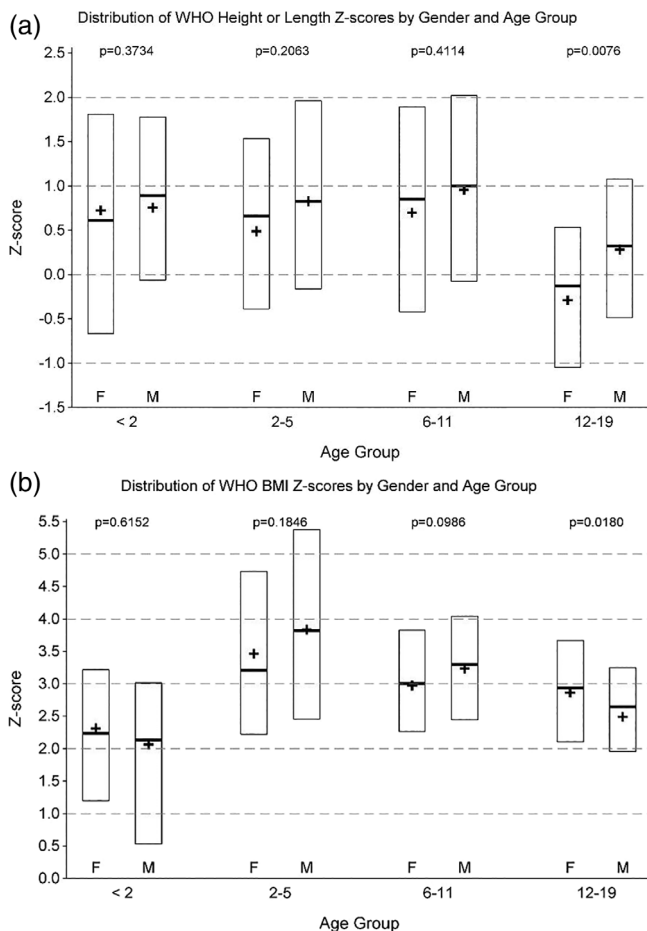 (a)
Distribution of WHO Height or Length Z-scores by Gender and Age Group
p=0.3734 p=0.2063 p=0.4114 p=0.0076
2.5
2.0
1.5
1.0
0.5
0.0
-0.5
-1.0
-1.5
Z-score
F M F M F M F M
< 2 2-5 6-11 12-19
Age Group
(b)
Distribution of WHO BMI Z-scores by Gender and Age Group
p=0.6152 p=0.1846 p=0.0986 p=0.0180
5.5
5.0
4.5
4.0
3.5
3.0
2.5
2.0
1.5
1.0
0.5
0.0
Z-score
F M F M F M F M
< 2 2-5 6-11 12-19
Age Group